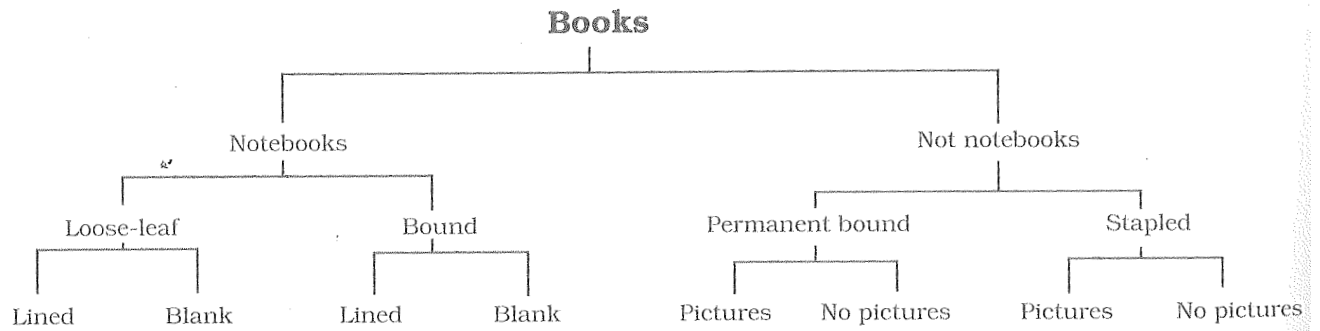 Books
Notebooks Not notebooks
Loose-leaf Bound Permanent bound Stapled
Lined Blank Lined Blank Pictures No pictures Pictures No pictures